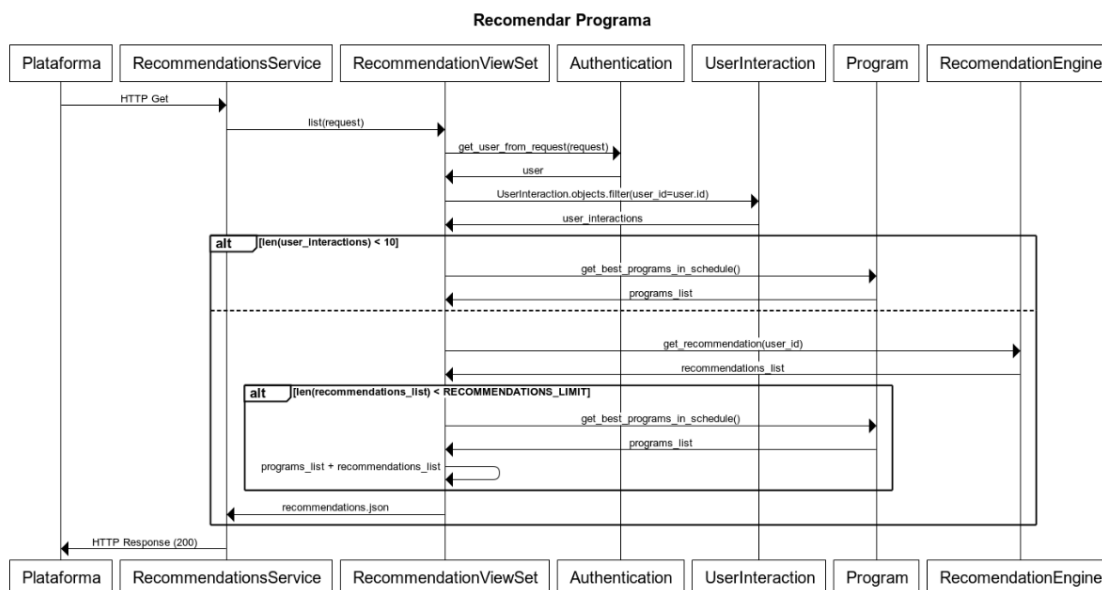 Recomendar Programa
Plataforma RecommendationsService RecommendationViewSet Authentication UserInteraction Program RecomendationEngine
HTTP Get
list(request)
get_user_from_request(request)
user
UserInteraction.objects.filter(user_id=user.id)
user_interactions
alt [len(user_interactions) < 10]
get_best_programs_in_schedule()
programs_list
get_recommendation(user_id)
recommendations_list
alt [len(recommendations_list) < RECOMMENDATIONS_LIMIT]
get_best_programs_in_schedule()
programs_list
programs_list + recommendations_list
recommendations.json
HTTP Response (200)
Plataforma RecommendationsService RecommendationViewSet Authentication UserInteraction Program RecomendationEngine